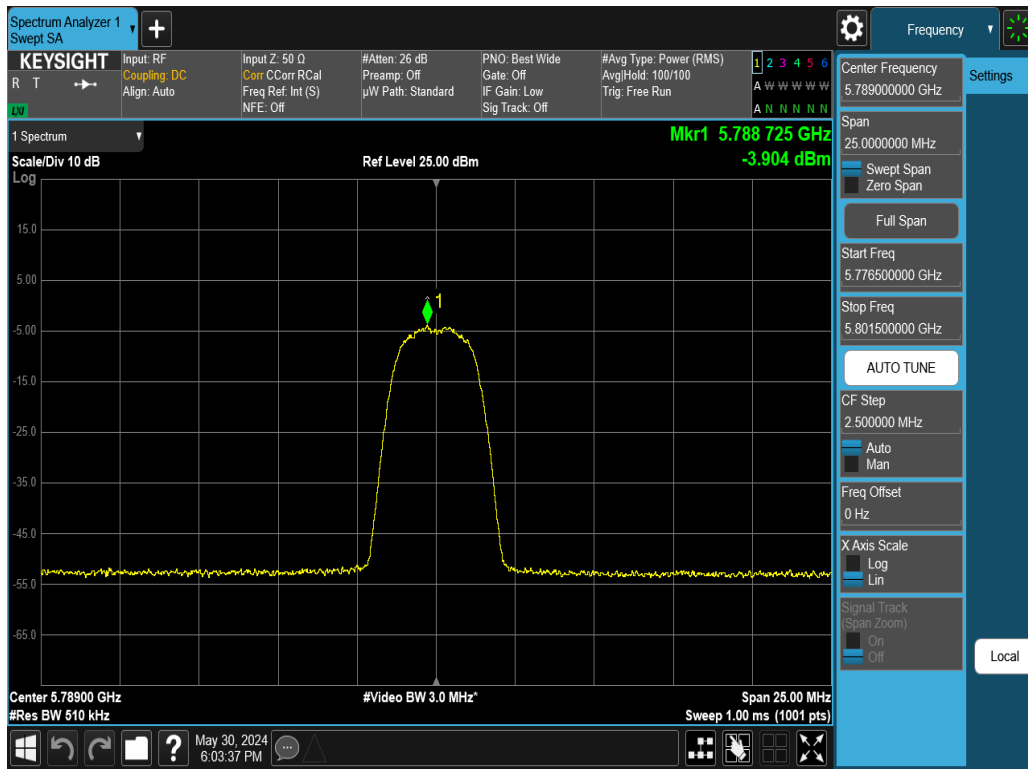 Spectrum Analyzer 1
Swept SA
Frequency
KEYSIGHT
R T
LXI
Input: RF
Coupling: DC
Align: Auto
Input Z: 50 Ω
Corr CCorr RCal
Freq Ref: Int (S)
NFE: Off
#Atten: 26 dB
Preamp: Off
µW Path: Standard
PNO: Best Wide
Gate: Off
IF Gain: Low
Sig Track: Off
#Avg Type: Power (RMS)
Avg|Hold: 100/100
Trig: Free Run
1 2 3 4 5 6
A W W W W W
A N N N N N
1 Spectrum
Mkr1 5.788 725 GHz
Scale/Div 10 dB
Ref Level 25.00 dBm
-3.904 dBm
Log
15.0
5.00
1
-5.00
-15.0
-25.0
-35.0
-45.0
-55.0
-65.0
Center 5.78900 GHz
#Video BW 3.0 MHz*
Span 25.00 MHz
#Res BW 510 kHz
Sweep 1.00 ms (1001 pts)
Center Frequency
5.789000000 GHz
Settings
Span
25.0000000 MHz
Swept Span
Zero Span
Full Span
Start Freq
5.776500000 GHz
Stop Freq
5.801500000 GHz
AUTO TUNE
CF Step
2.500000 MHz
Auto
Man
Freq Offset
0 Hz
X Axis Scale
Log
Lin
Signal Track
(Span Zoom)
On
Off
Local
?
May 30, 2024
6:03:37 PM